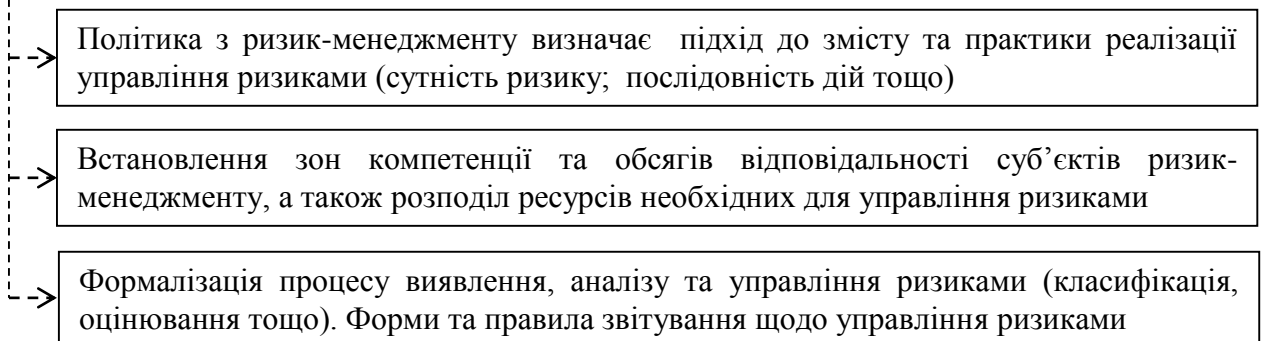 Політика з ризик-менеджменту визначає підхід до змісту та практики реалізації
управління ризиками (сутність ризику; послідовність дій тощо)
Встановлення зон компетенції та обсягів відповідальності суб’єктів ризик-
менеджменту, а також розподіл ресурсів необхідних для управління ризиками
Формалізація процесу виявлення, аналізу та управління ризиками (класифікація,
оцінювання тощо). Форми та правила звітування щодо управління ризиками